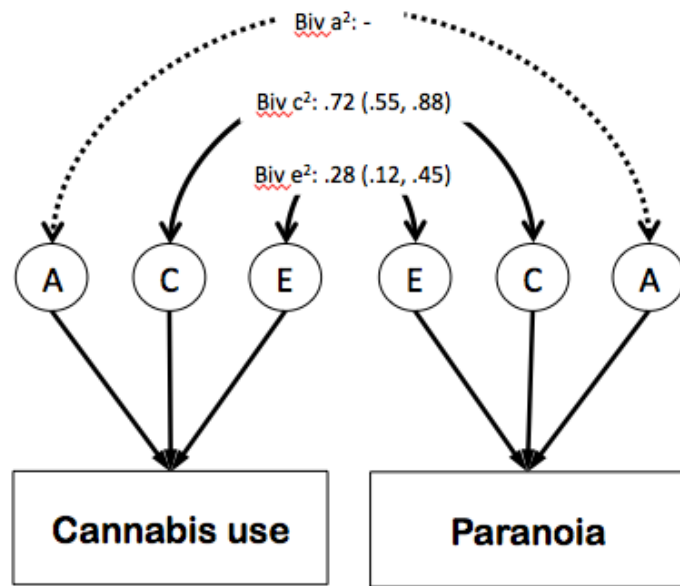 Biv a²: -
Biv c²: .72 (.55, .88)
Biv e²: .28 (.12, .45)
A C E E C A
Cannabis use Paranoia